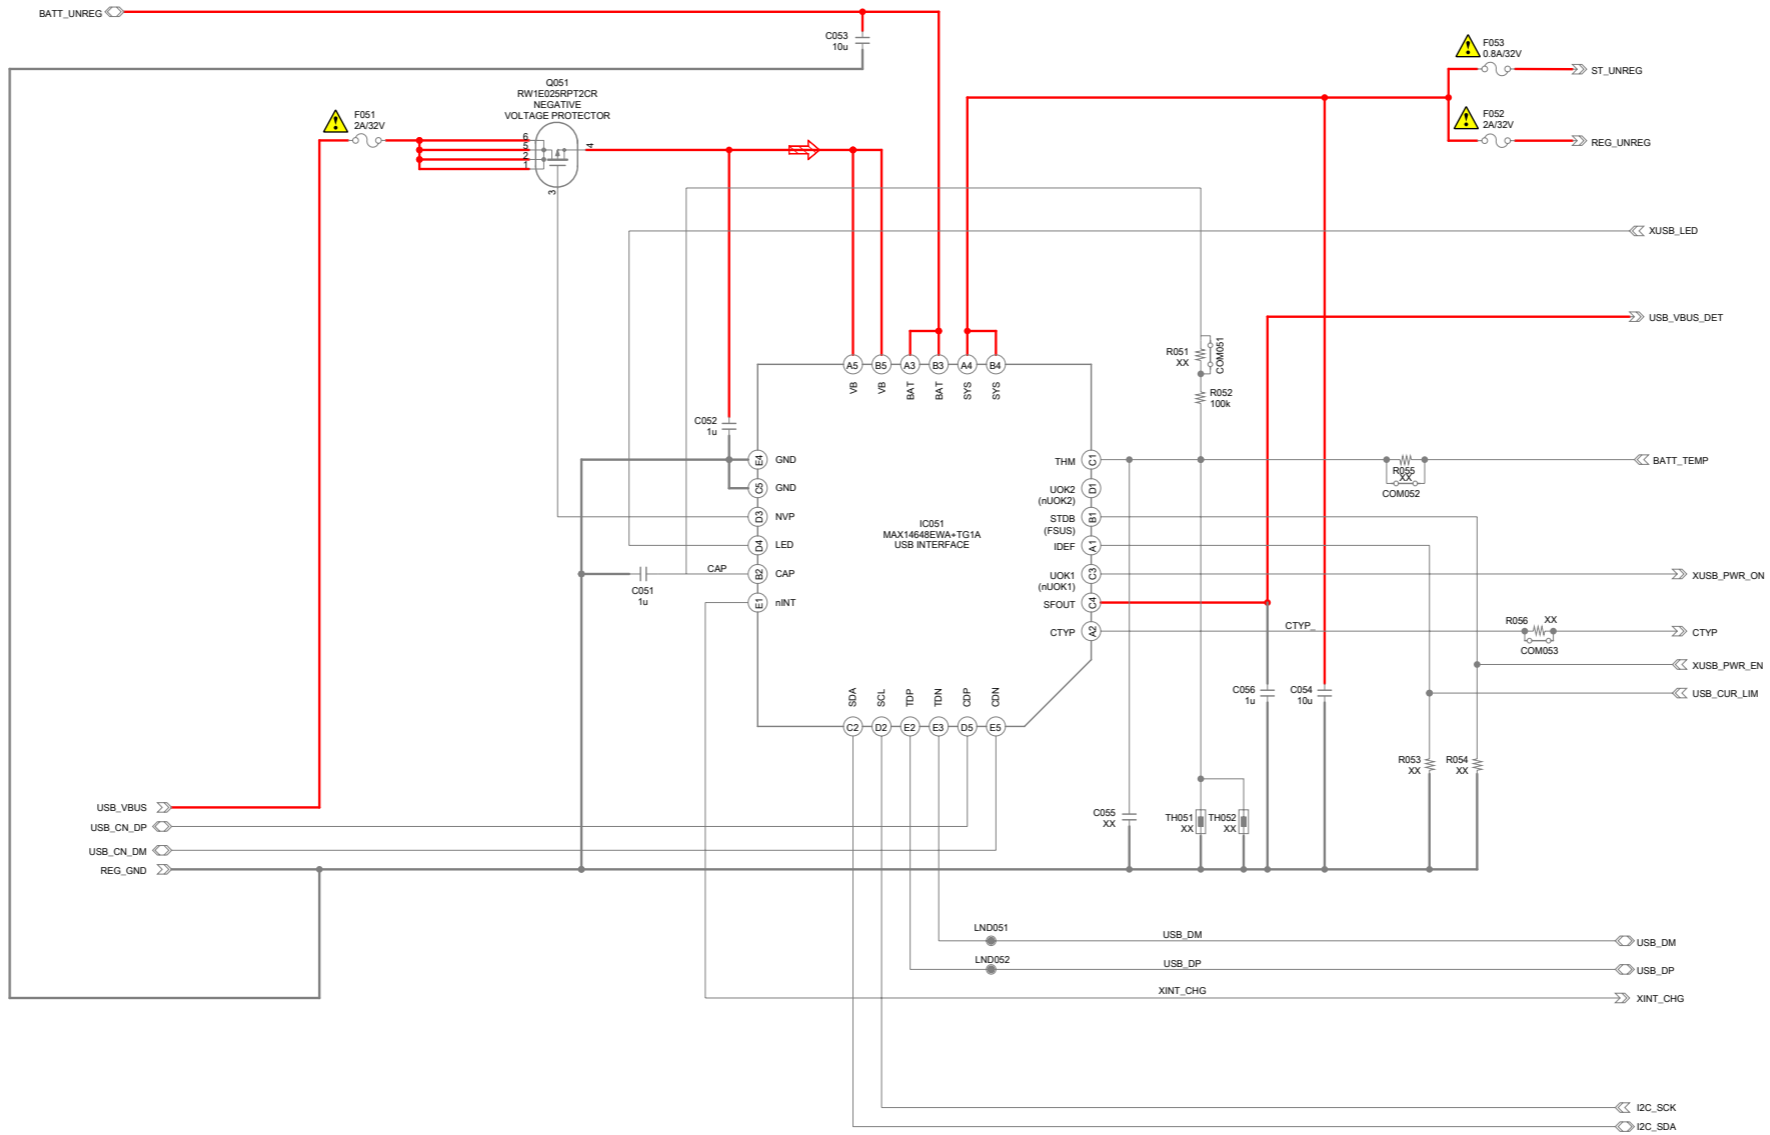 BATT_UNREG
C053
10u
F053
0.8A/32V
ST_UNREG
Q051
RW1E025RPT2CR
NEGATIVE
VOLTAGE PROTECTOR
F051
2A/32V
F052
2A/32V
REG_UNREG
6
5
2
1
4
3
XUSB_LED
USB_VBUS_DET
R051
XX
COM051
R052
100k
A5
B5
A3
B3
A4
B4
VB
VB
BAT
BAT
SYS
SYS
C052
1u
E4
GND
C5
GND
D3
NVP
D4
LED
CAP
B2
CAP
C051
1u
E1
nINT
IC051
MAX14648EWA+TG1A
USB INTERFACE
THM
C1
UOK2
(nUOK2)
D1
STDB
(FSUS)
B1
IDEF
A1
UOK1
(nUOK1)
C3
SFOUT
C4
CTYP
A2
R055
XX
COM052
BATT_TEMP
XUSB_PWR_ON
CTYP_
R056
XX
COM053
CTYP
XUSB_PWR_EN
USB_CUR_LIM
C056
1u
C054
10u
SDA
SCL
TDP
TDN
CDP
CDN
C2
D2
E2
E3
D5
E5
R053
XX
R054
XX
USB_VBUS
USB_CN_DP
USB_CN_DM
REG_GND
C055
XX
TH051
XX
TH052
XX
LND051
USB_DM
USB_DM
LND052
USB_DP
USB_DP
XINT_CHG
XINT_CHG
I2C_SCK
I2C_SDA